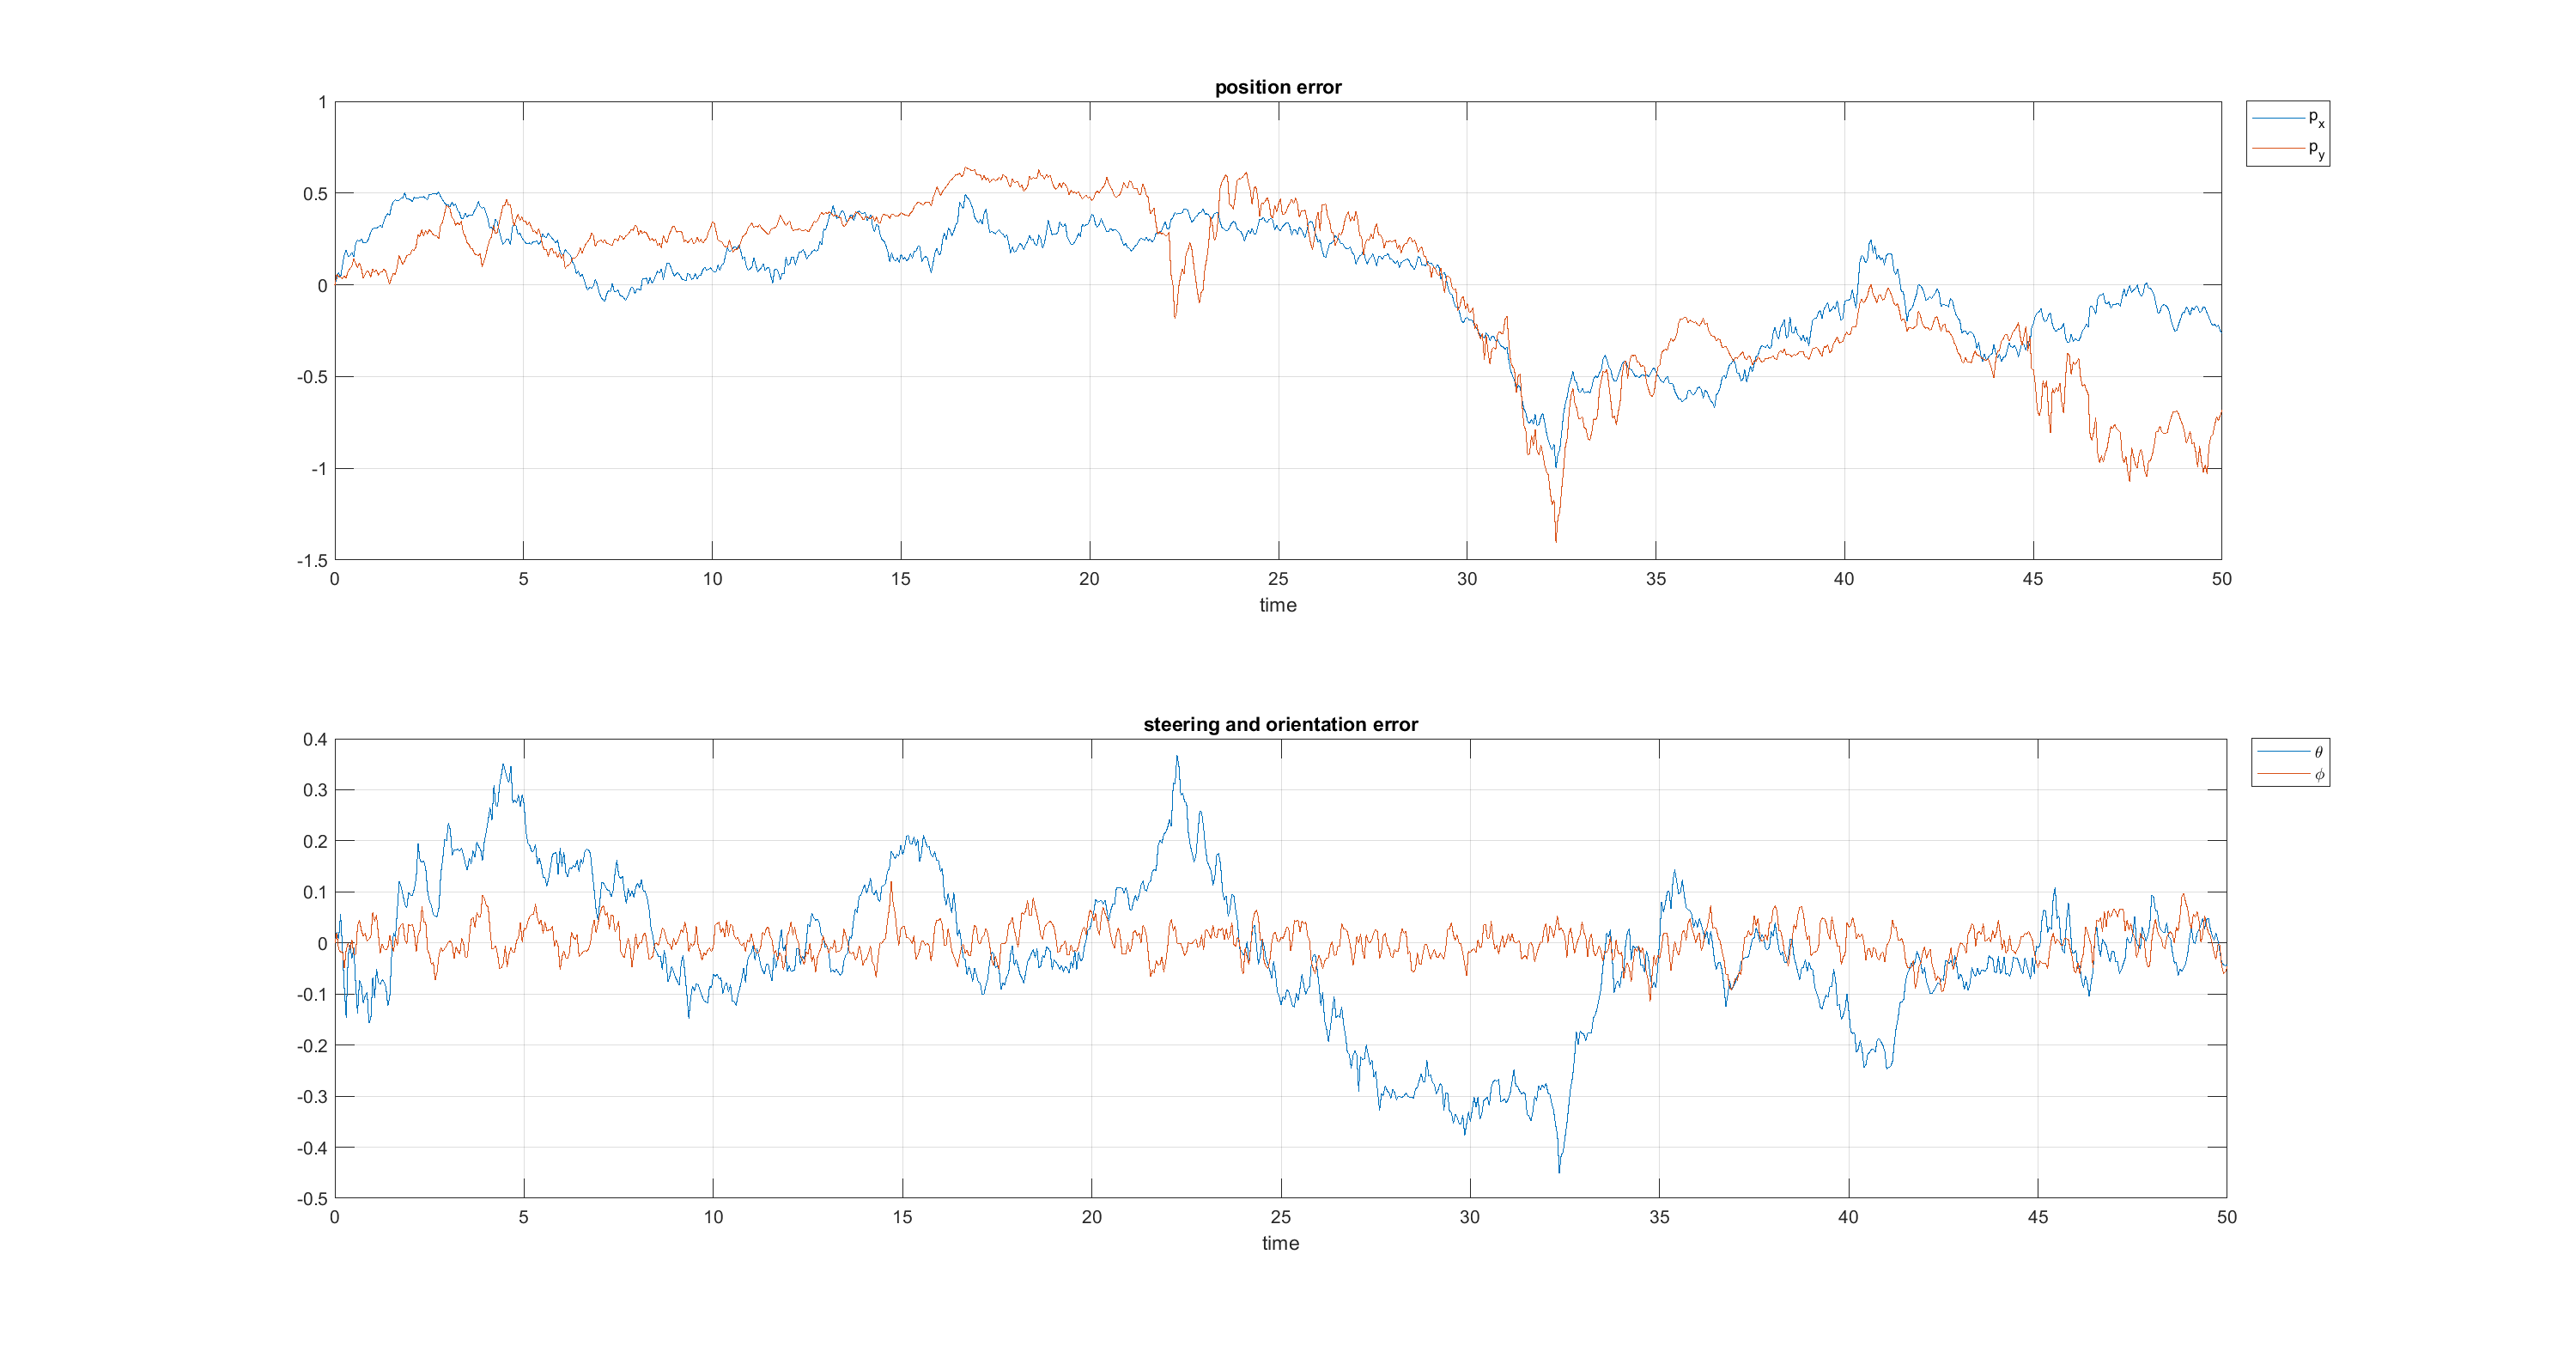 position error
1
0.5
0
-0.5
-1
-1.5
0 5 10 15 20 25 30 35 40 45 50
time
p_x
p_y
steering and orientation error
0.4
0.3
0.2
0.1
0
-0.1
-0.2
-0.3
-0.4
-0.5
0 5 10 15 20 25 30 35 40 45 50
time
θ
ϕ